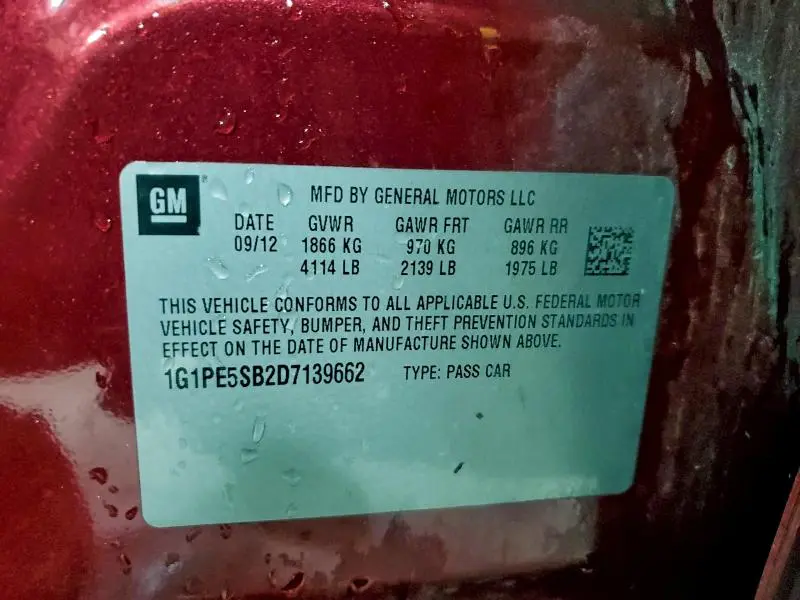 GM® MFD BY GENERAL MOTORS LLC
DATE GVWR GAWR FRT GAWR RR
09/12 1866 KG 970 KG 896 KG
4114 LB 2139 LB 1975 LB
THIS VEHICLE CONFORMS TO ALL APPLICABLE U.S. FEDERAL MOTOR
VEHICLE SAFETY, BUMPER, AND THEFT PREVENTION STANDARDS IN
EFFECT ON THE DATE OF MANUFACTURE SHOWN ABOVE.
1G1PE5SB2D7139662 TYPE: PASS CAR